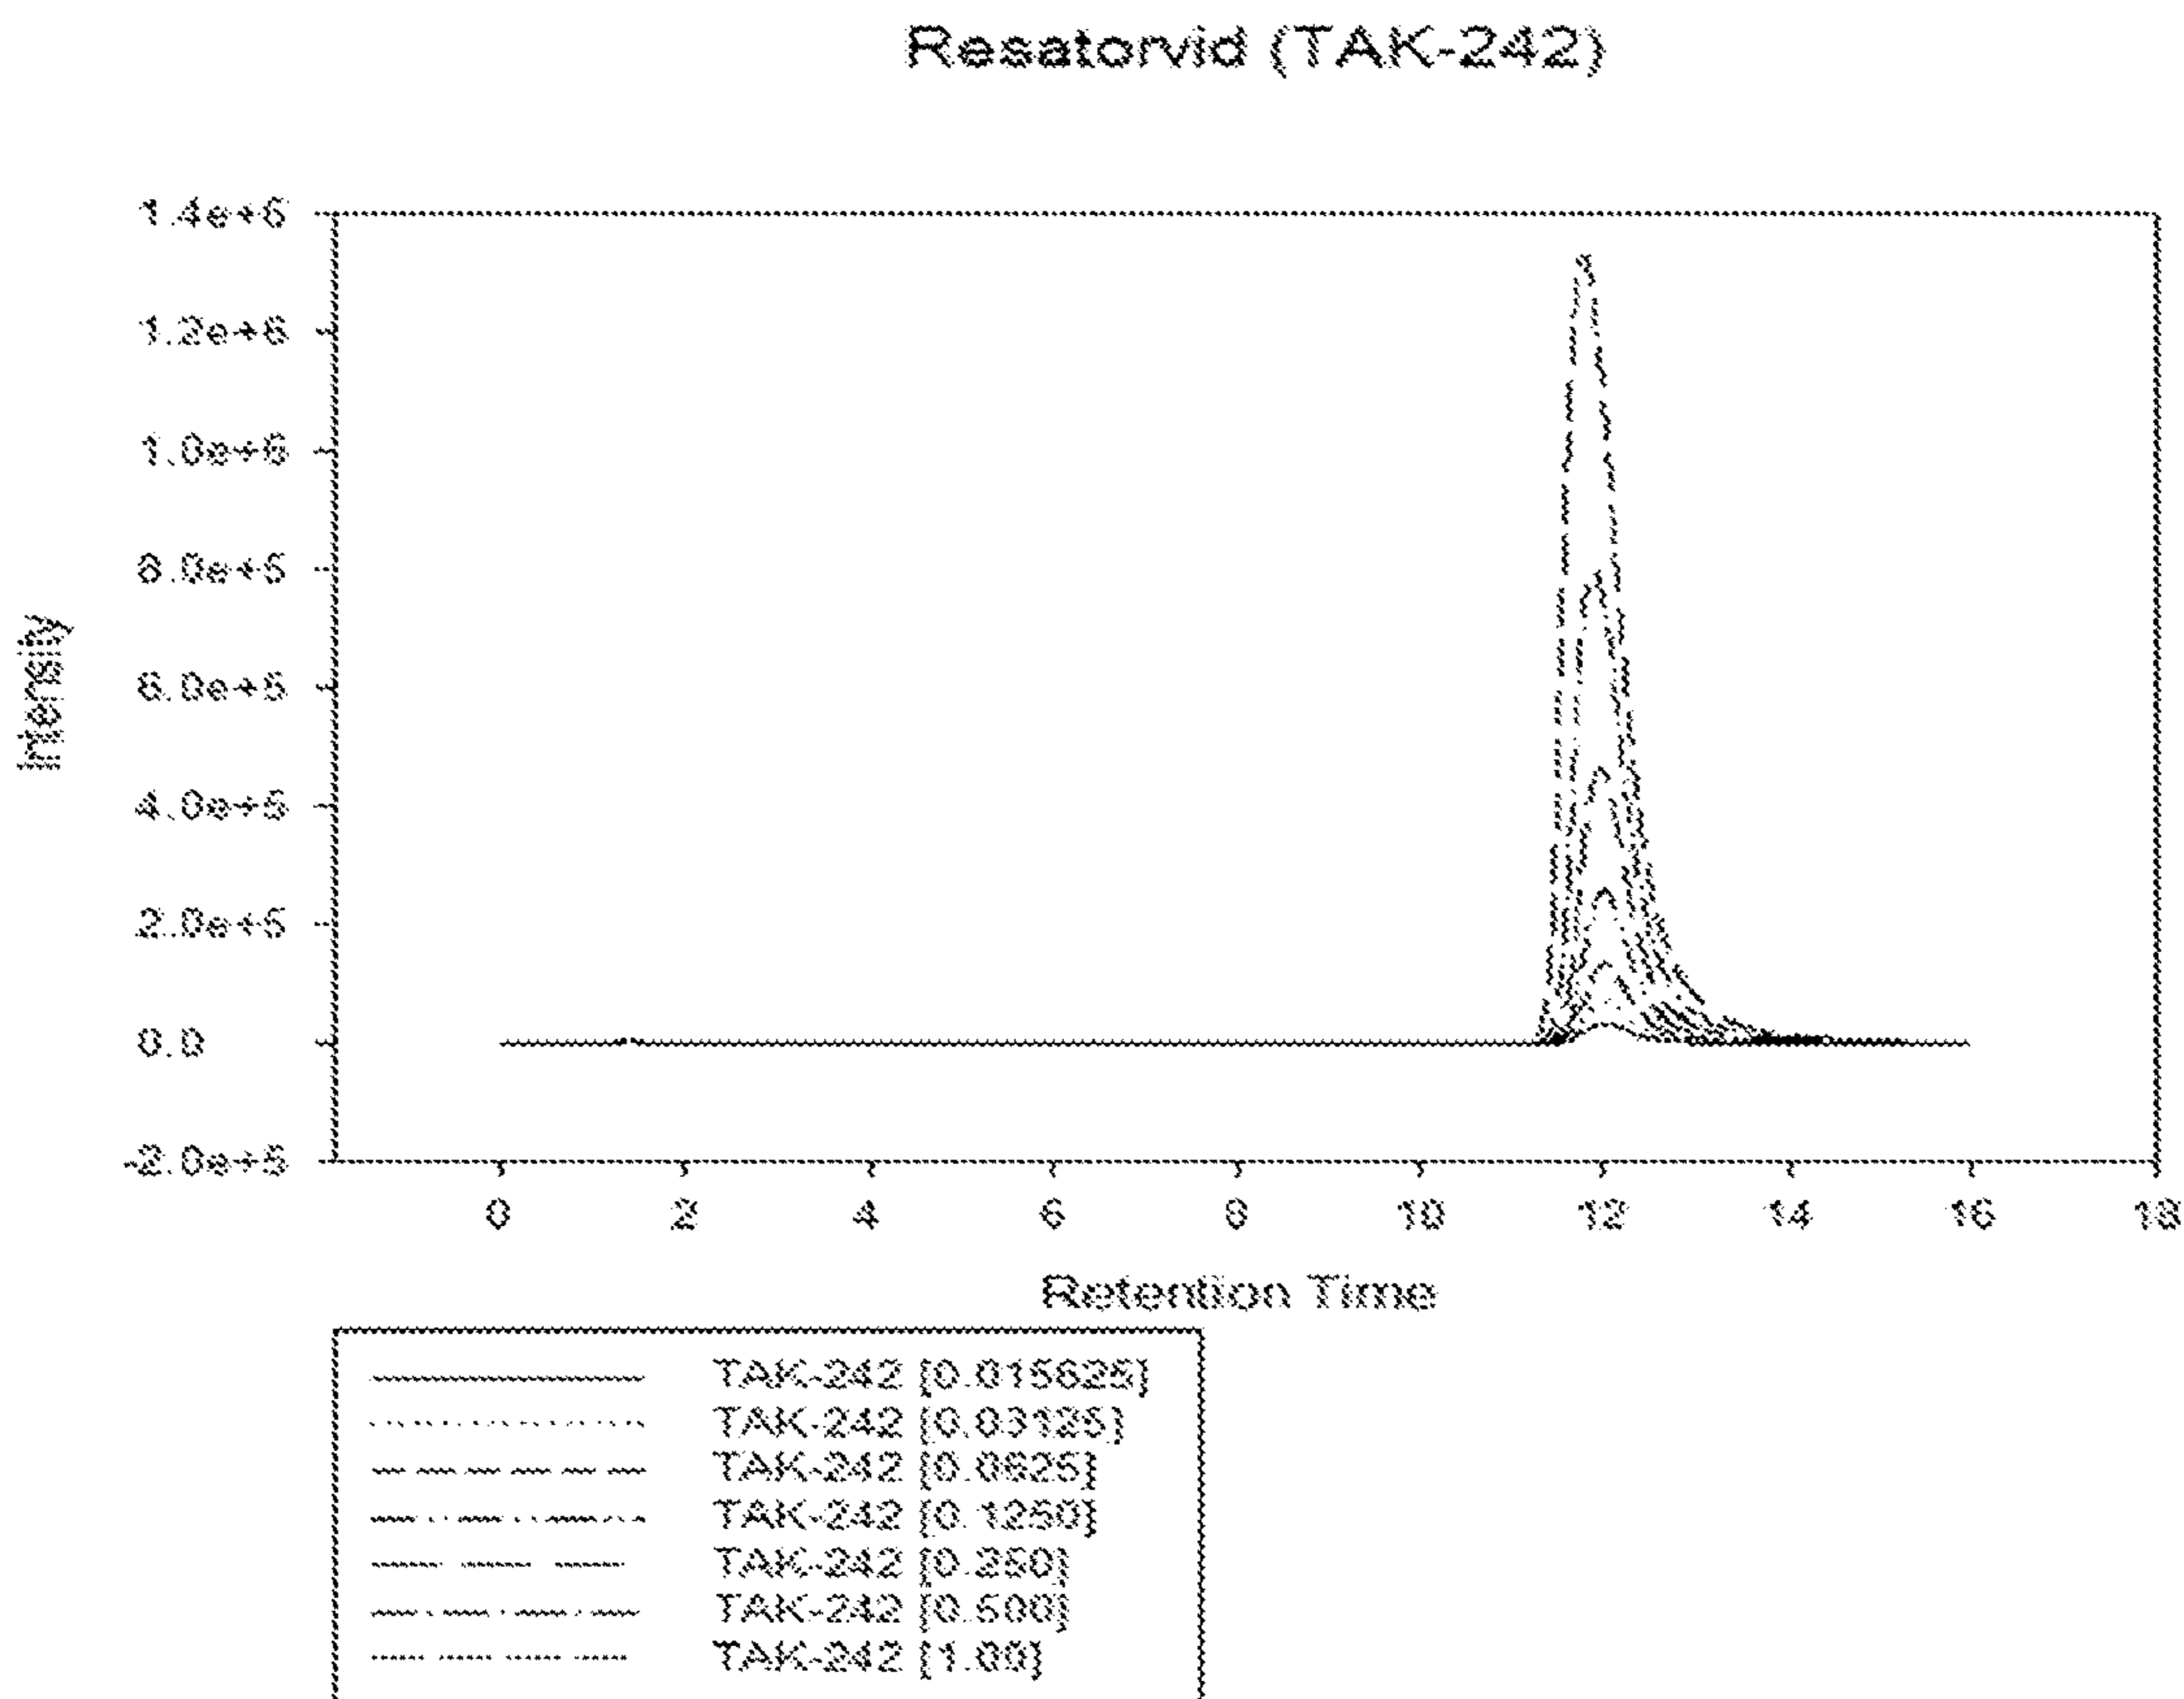 Resatorvid (TAK-242)
1.4e+6
1.2e+6
1.0e+6
8.0e+5
6.0e+5
4.0e+5
2.0e+5
0.0
-2.0e+5
Intensity
0 2 4 6 8 10 12 14 16 18
Retention Time
TAK-242 [0.015625]
TAK-242 [0.03125]
TAK-242 [0.0625]
TAK-242 [0.1250]
TAK-242 [0.250]
TAK-242 [0.500]
TAK-242 [1.00]